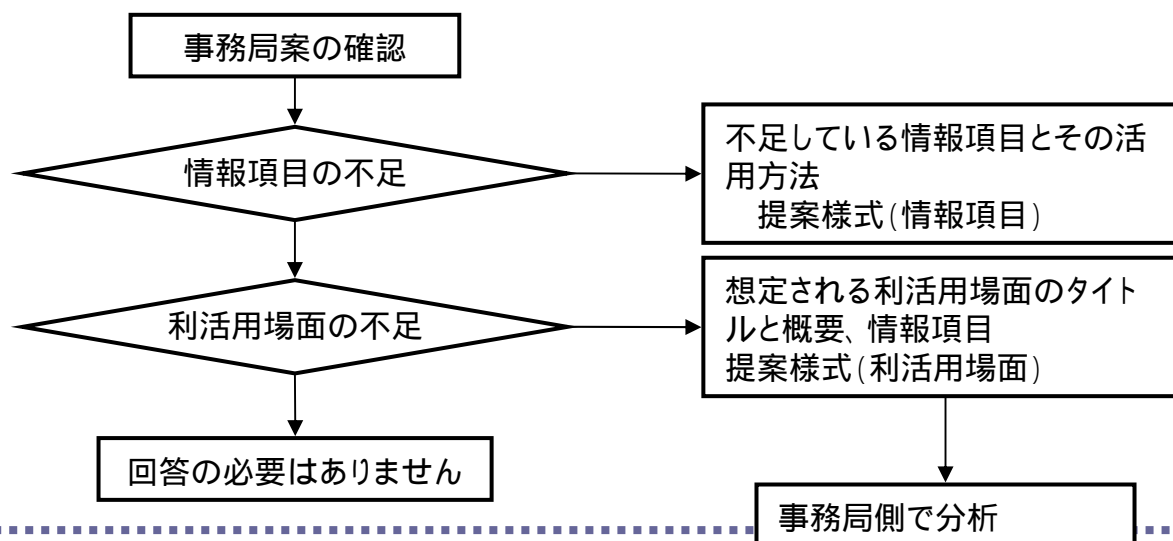 事務局案の確認
情報項目の不足
不足している情報項目とその活
用方法
提案様式(情報項目)
利活用場面の不足
想定される利活用場面のタイト
ルと概要、情報項目
提案様式(利活用場面)
回答の必要はありません
事務局側で分析